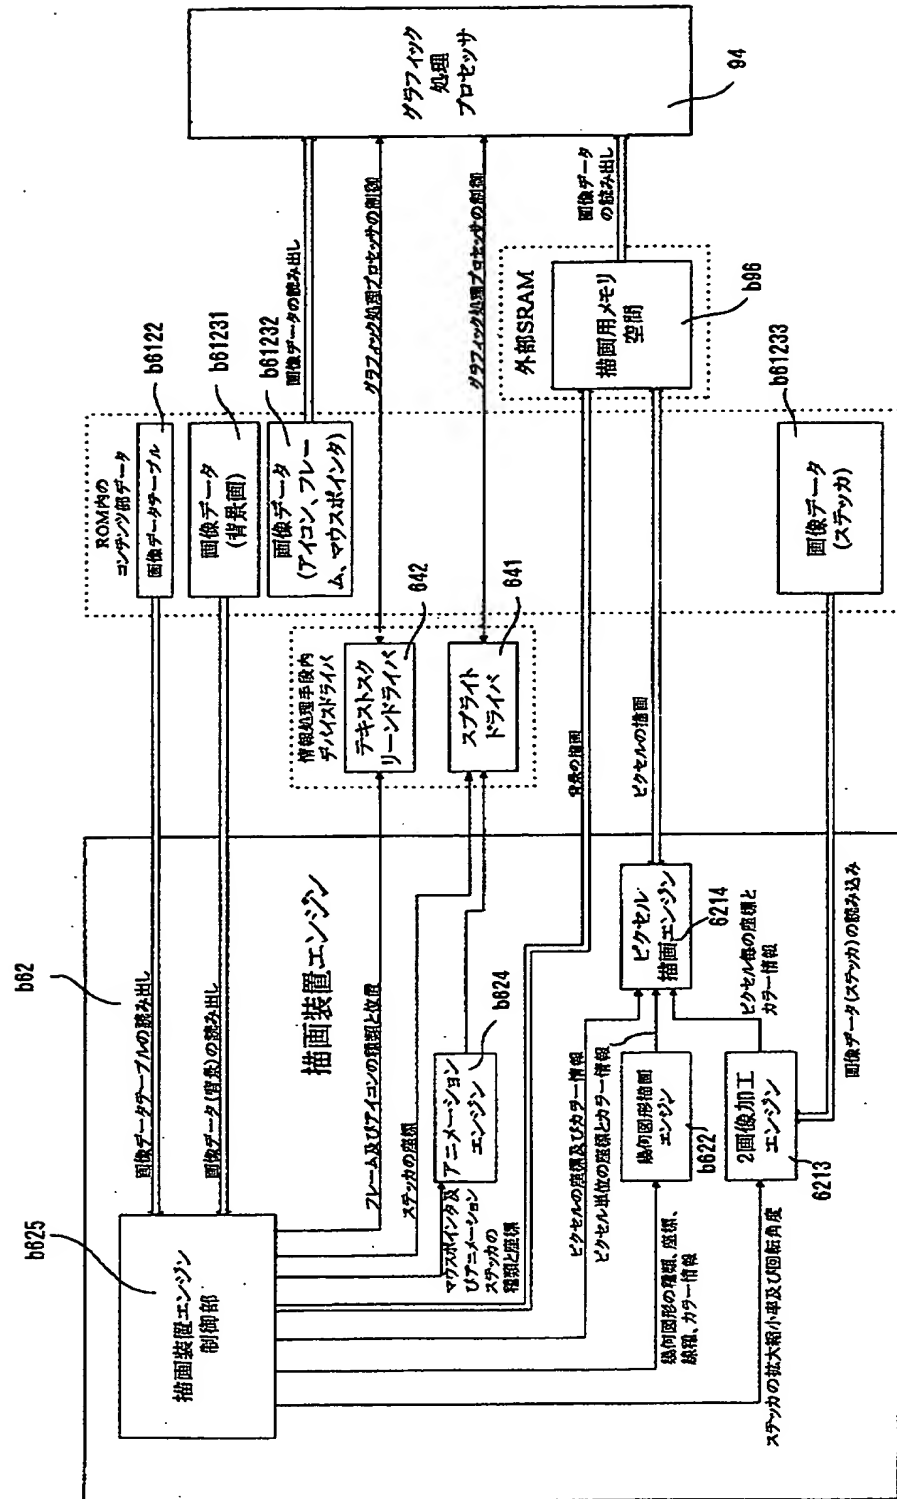 b62
b625
描画装置エンジン
制御部
描画装置エンジン
画像データテーブルの読み出し
画像データ(背景)の読み出し
フレーム及びアイコンの種類と位置
ステッカの座標
マウスポインタ及
びアニメーション
ステッカの
種類と座標
アニメーション
エンジン
b624
ピクセルの座標及びカラー情報
ピクセル単位の座標とカラー情報
幾何図形の種類、座標、
線種、カラー情報
幾何図形描画
エンジン
b622
ステッカの拡大縮小率及び回転角度
2画像加工
エンジン
6213
ピクセル
描画エンジン
6214
ピクセル毎の座標と
カラー情報
画像データ(ステッカ)の読み込み
ROM内の
コンテンツ部データ
画像データテーブル
b6122
画像データ
(背景画)
b61231
画像データ
(アイコン、フレー
ム、マウスポインタ)
b61232
情報処理手段内
デバイスドライバ
テキストスク
リーンドライバ
642
スプライト
ドライバ
641
背景の描画
ピクセルの描画
画像データ
(ステッカ)
b61233
画像データの読み出し
グラフィック処理プロセッサの制御
グラフィック処理プロセッサの制御
外部SRAM
描画用メモリ
空間
b96
画像データ
の読み出し
グラフィック
処理
プロセッサ
94